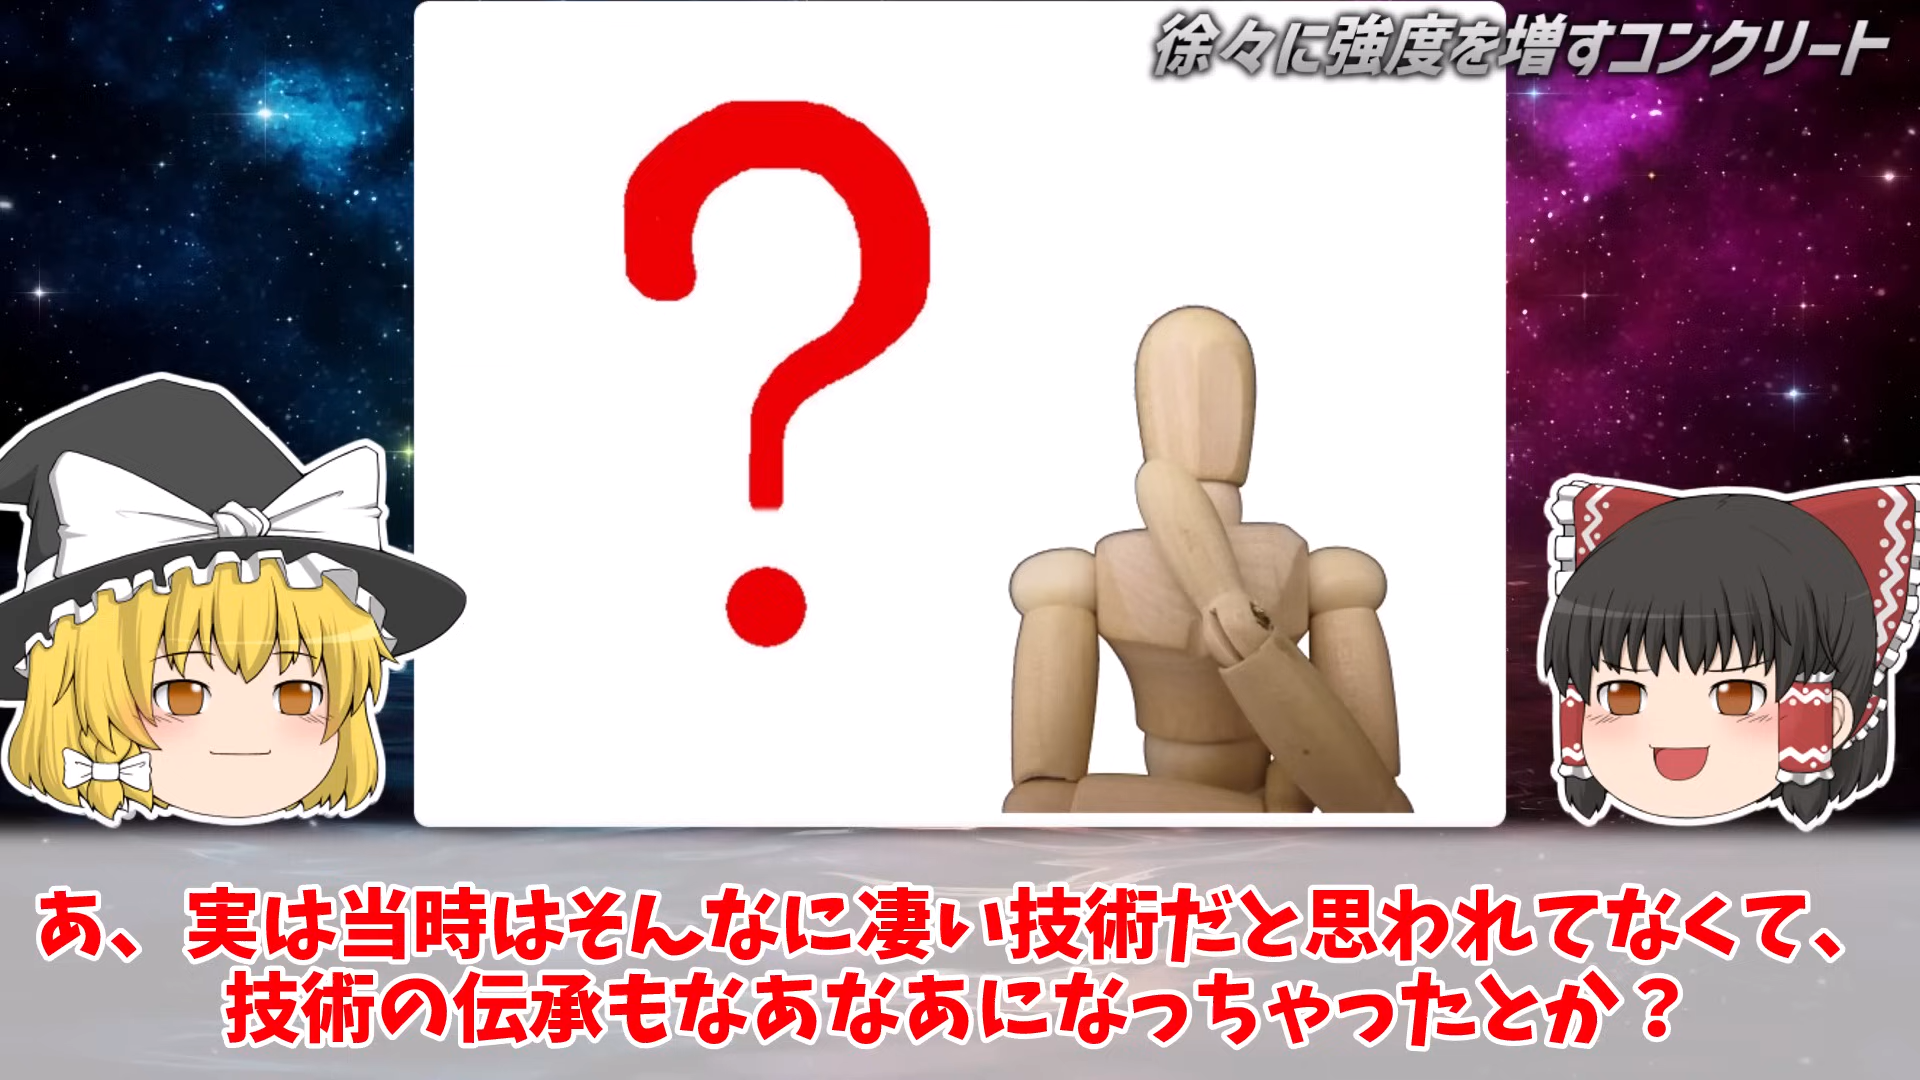 徐々に強度を増すコンクリート
?
あ、実は当時はそんなに凄い技術だと思われてなくて、
技術の伝承もなあなあになっちゃったとか？